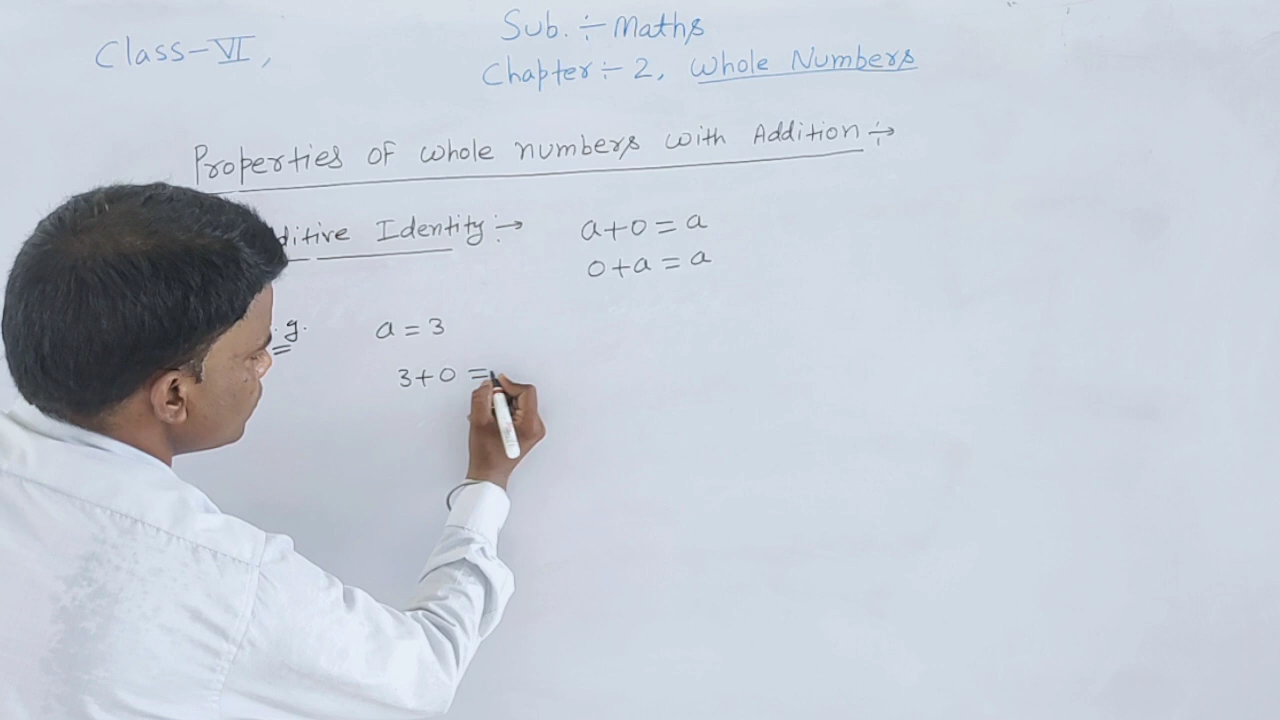 Class-VI,
Sub. ÷ Maths
Chapter ÷ 2, Whole Numbers
Properties OF whole numbers with Addition ÷→
Identity ÷→ a+0 = a
0+a = a
g. a = 3
3+0 =